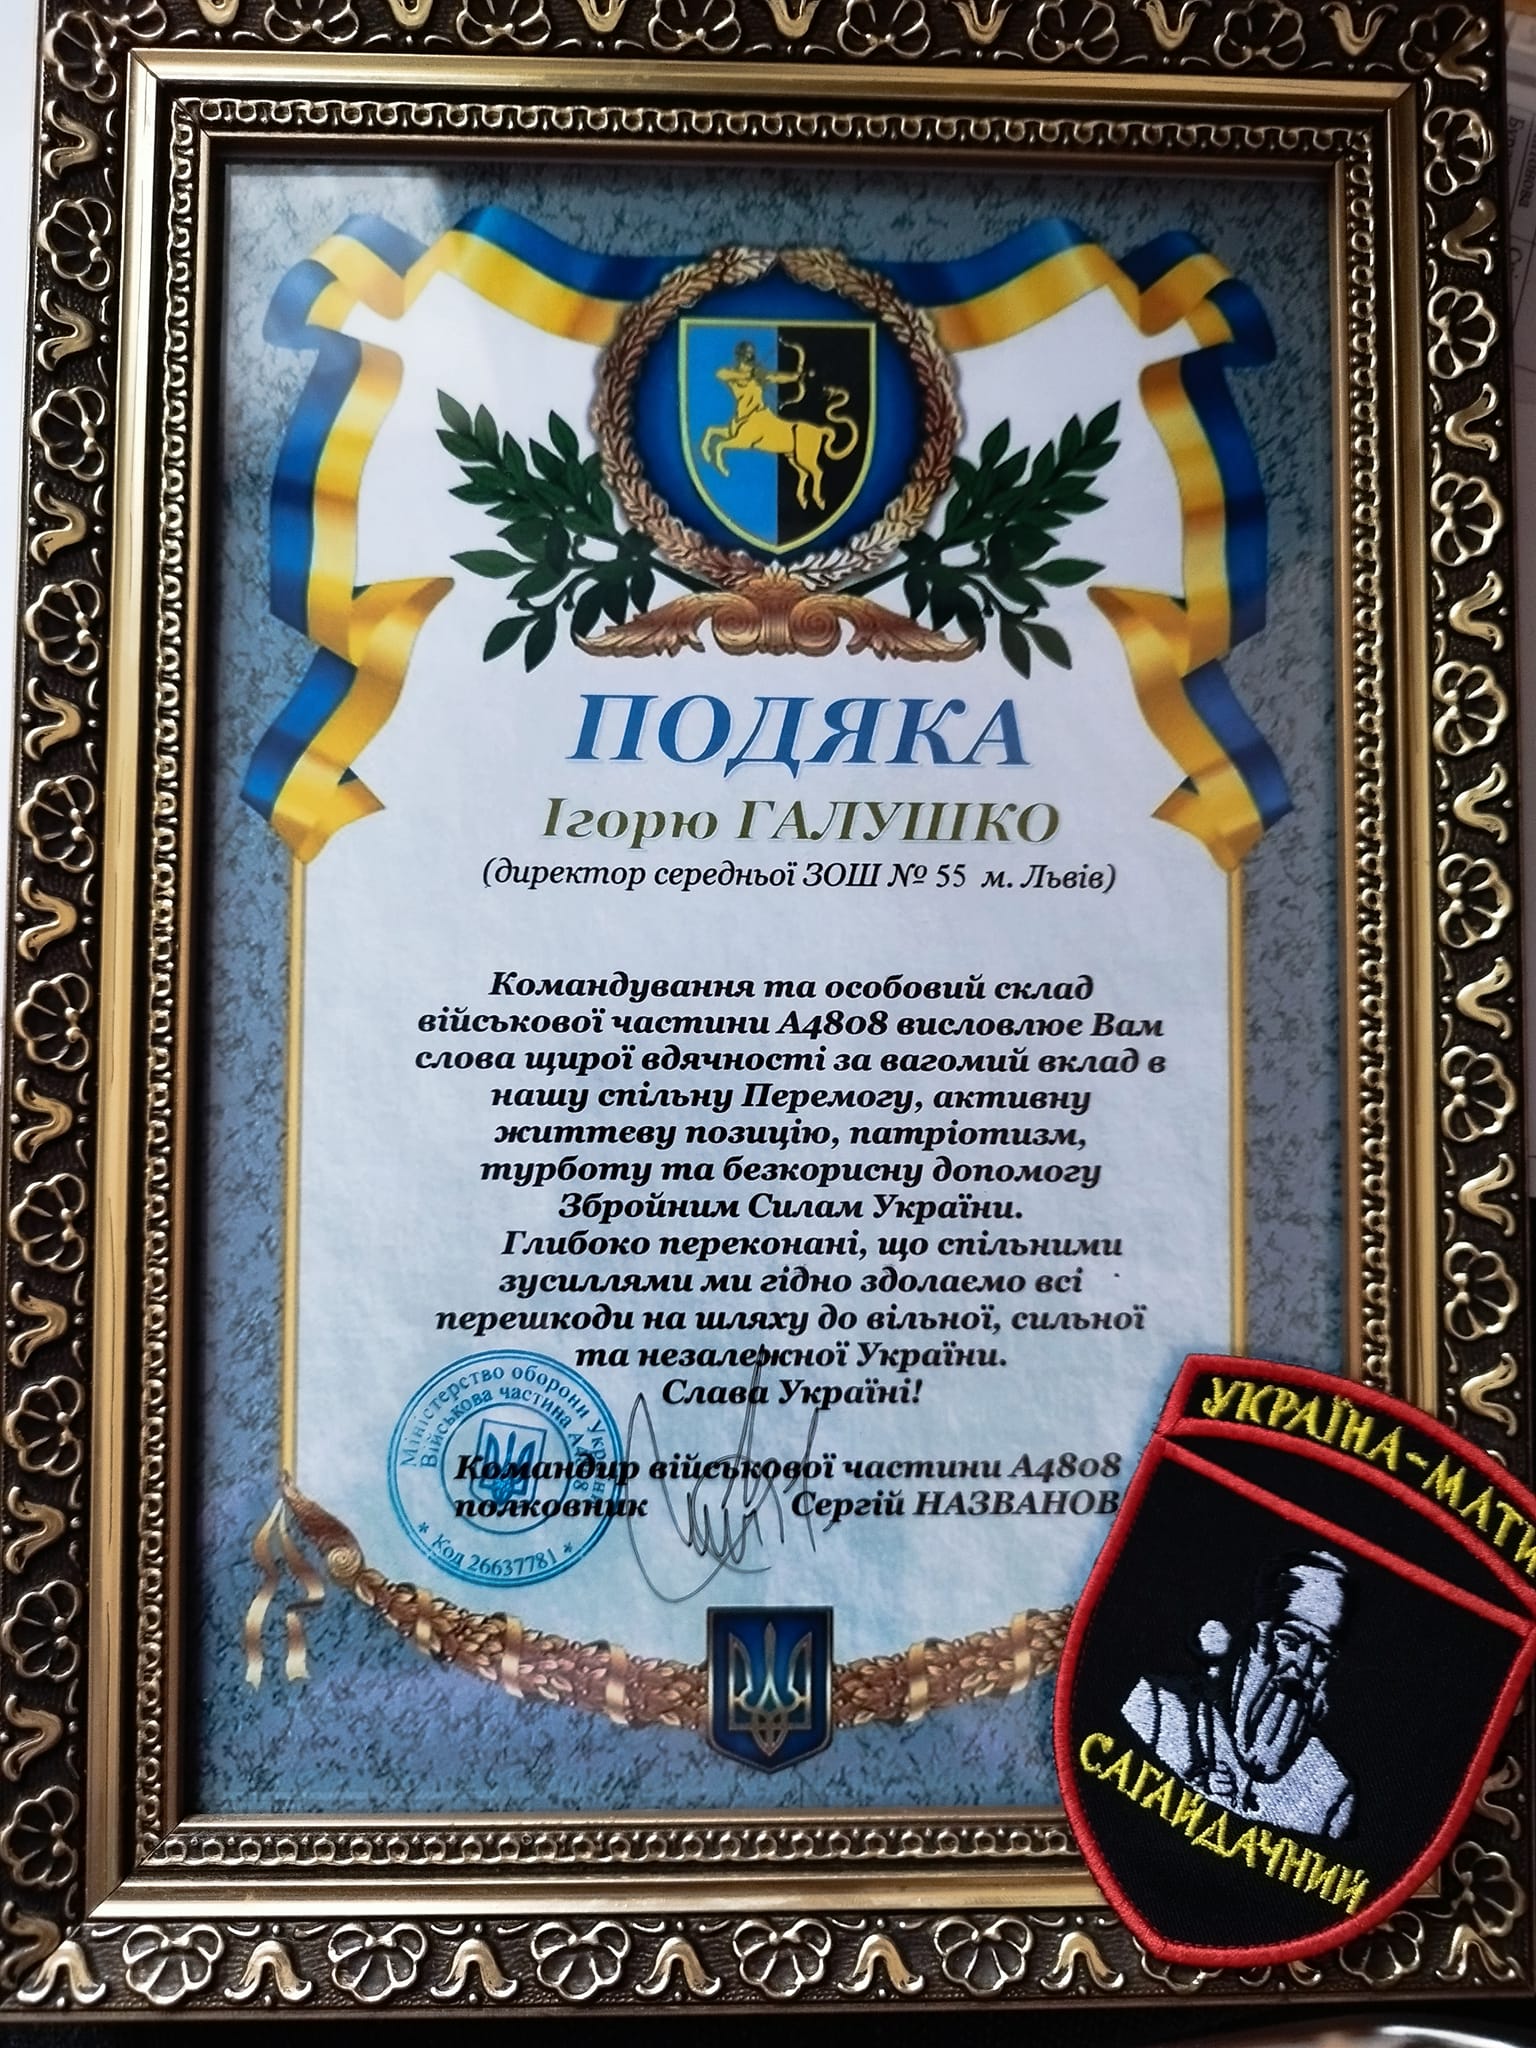 ПОДЯКА
Ігорю ГАЛУШКО
(директор середньої ЗОШ № 55 м. Львів)
Командування та особовий склад
військової частини А4808 висловлює Вам
слова щирої вдячності за вагомий вклад в
нашу спільну Перемогу, активну
життєву позицію, патріотизм,
турботу та безкорисну допомогу
Збройним Силам України.
Глибоко переконані, що спільними
зусиллями ми гідно здолаємо всі
перешкоди на шляху до вільної, сильної
та незалежної України.
Слава Україні!
Командир військової частини А4808
полковник Сергій НАЗВАНОВ
Міністерство оборони України
Військова частина А4808
* Код 26637781 *
УКРАЇНА-МАТИ
САГАЙДАЧНИЙ